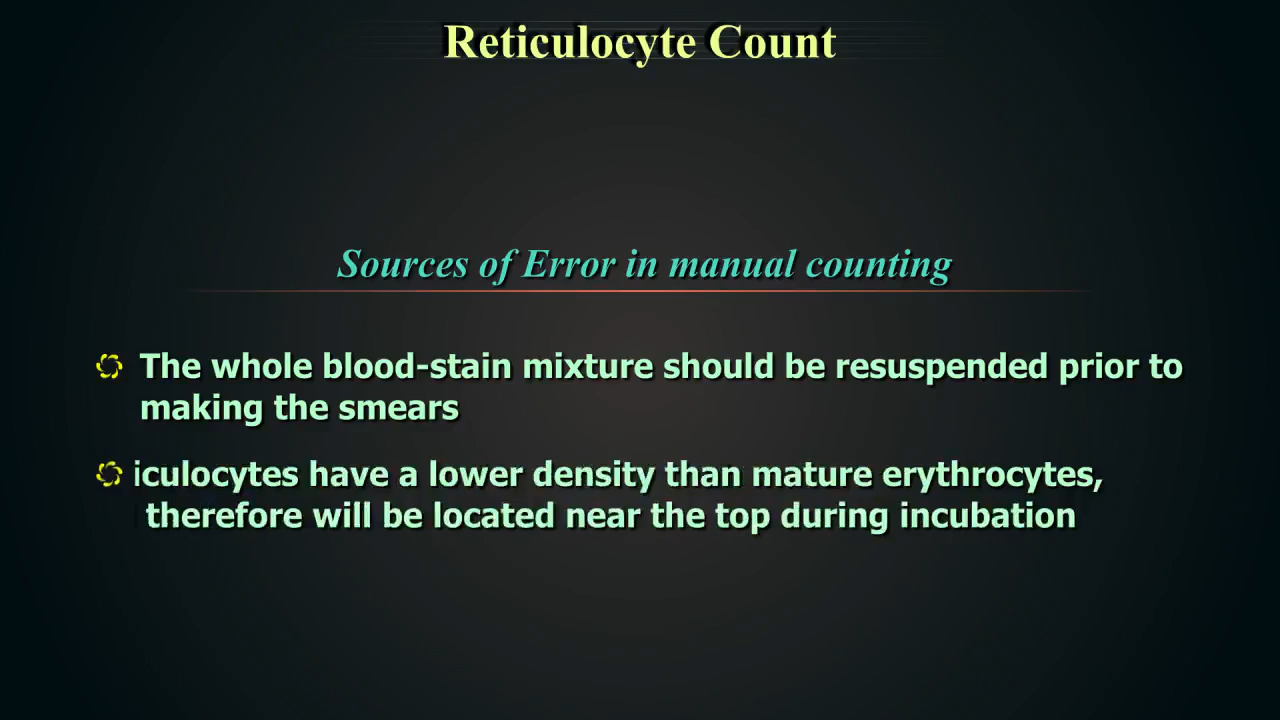 Reticulocyte Count
Sources of Error in manual counting
The whole blood-stain mixture should be resuspended prior to
making the smears
iculocytes have a lower density than mature erythrocytes,
therefore will be located near the top during incubation